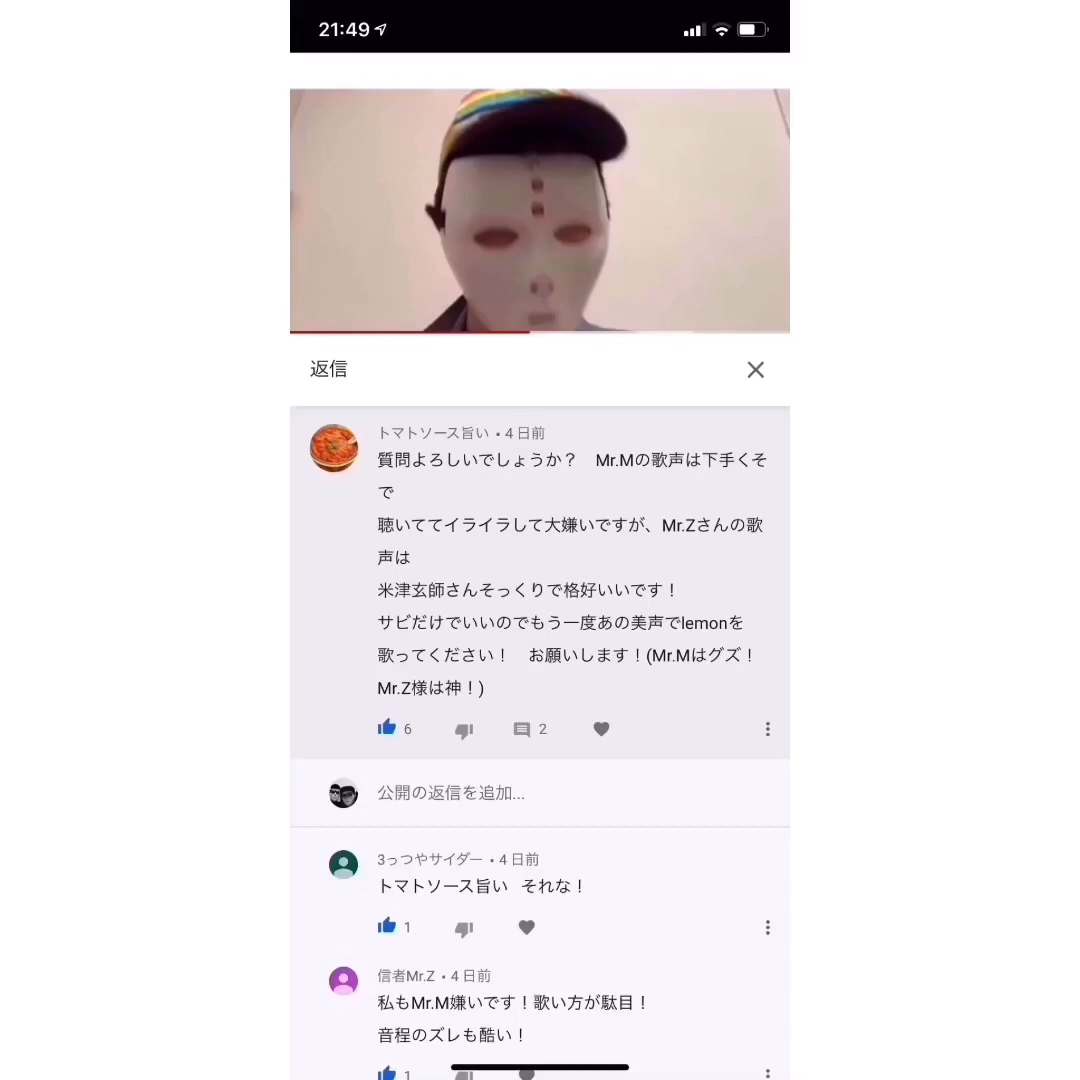 21:49
返信
トマトソース旨い • 4 日前
質問よろしいでしょうか？　Mr.Mの歌声は下手くそ
で
聴いててイライラして大嫌いですが、Mr.Zさんの歌
声は
米津玄師さんそっくりで格好いいです！
サビだけでいいのでもう一度あの美声でlemonを
歌ってください！　お願いします！(Mr.Mはグズ！
Mr.Z様は神！)
6 2
公開の返信を追加...
3っつやサイダー • 4 日前
トマトソース旨い それな！
1
信者Mr.Z • 4 日前
私もMr.M嫌いです！歌い方が駄目！
音程のズレも酷い！
1